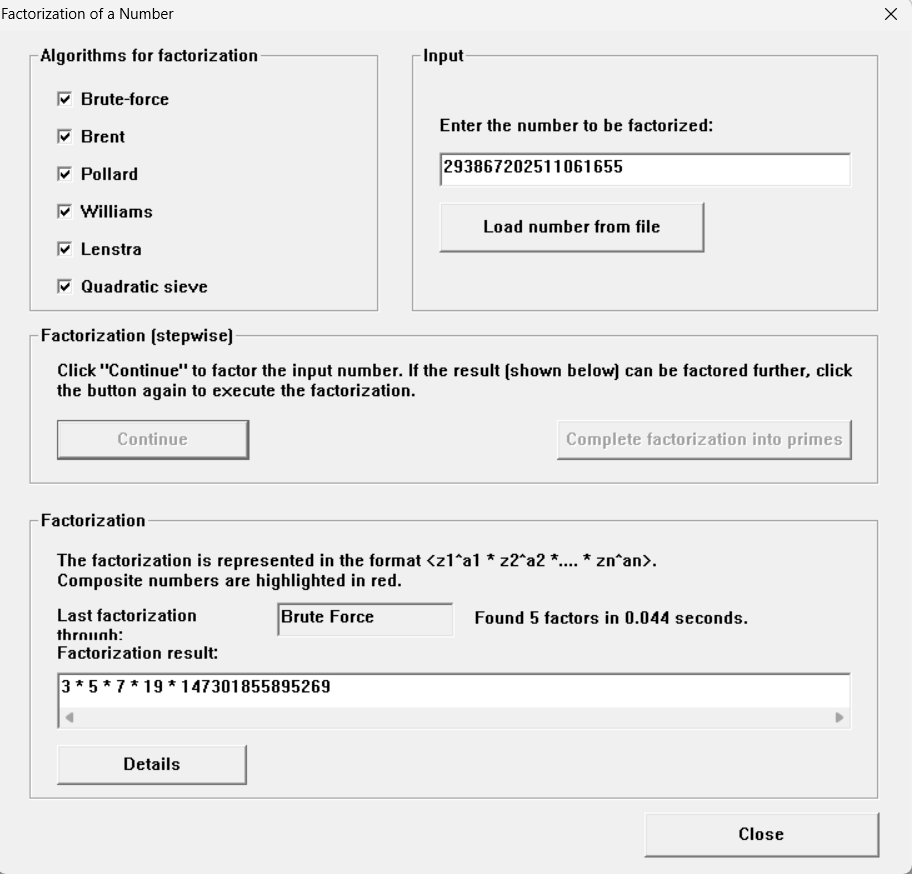 Factorization of a Number
Algorithms for factorization
Brute-force
Brent
Pollard
Williams
Lenstra
Quadratic sieve
Input
Enter the number to be factorized:
293867202511061655
Load number from file
Factorization (stepwise)
Click "Continue" to factor the input number. If the result (shown below) can be factored further, click
the button again to execute the factorization.
Continue
Complete factorization into primes
Factorization
The factorization is represented in the format <z1^a1 * z2^a2 *.... * zn^an>.
Composite numbers are highlighted in red.
Last factorization
through:
Brute Force
Found 5 factors in 0.044 seconds.
Factorization result:
3 * 5 * 7 * 19 * 147301855895269
Details
Close